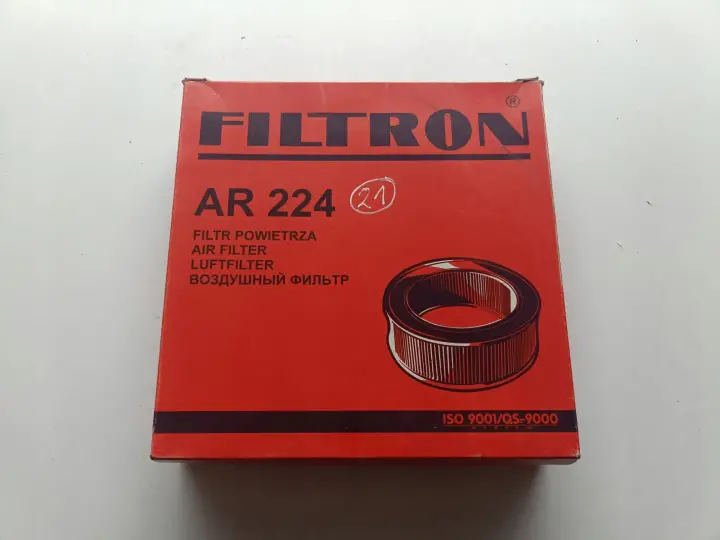 FILTRON®
AR 224 21
FILTR POWIETRZA
AIR FILTER
LUFTFILTER
ВОЗДУШНЫЙ ФИЛЬТР
ISO 9001/QS-9000